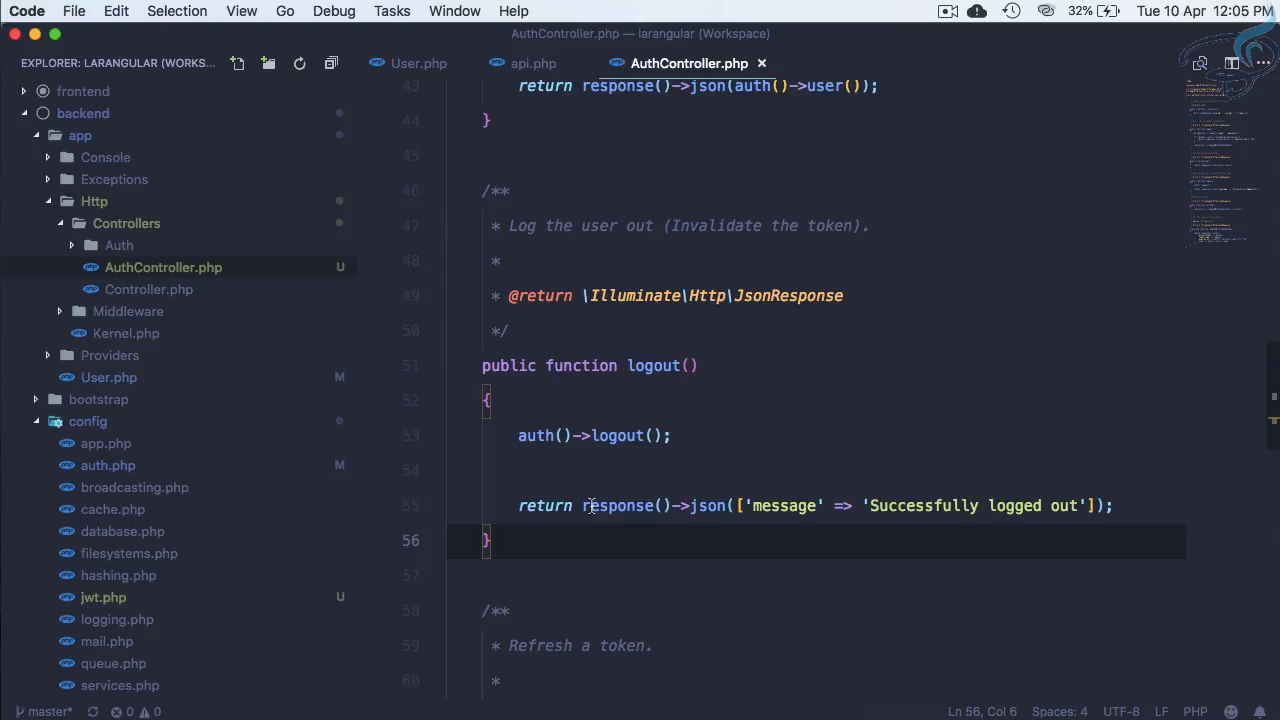 Code File Edit Selection View Go Debug Tasks Window Help 32% Tue 10 Apr 12:05 PM
AuthController.php — larangular (Workspace)
EXPLORER: LARANGULAR (WORKS... User.php api.php AuthController.php
frontend
backend
app
Console
Exceptions
Http
Controllers
Auth
AuthController.php U
Controller.php
Middleware
Kernel.php
Providers
User.php M
bootstrap
config
app.php
auth.php M
broadcasting.php
cache.php
database.php
filesystems.php
hashing.php
jwt.php U
logging.php
mail.php
queue.php
services.php
43 return response()->json(auth()->user());
44 }
45
46 /**
47 * Log the user out (Invalidate the token).
48 *
49 * @return \Illuminate\Http\JsonResponse
50 */
51 public function logout()
52 {
53 auth()->logout();
54
55 return response()->json(['message' => 'Successfully logged out']);
56 }
57
58 /**
59 * Refresh a token.
60 *
master* 0 0 Ln 56, Col 6 Spaces: 4 UTF-8 LF PHP